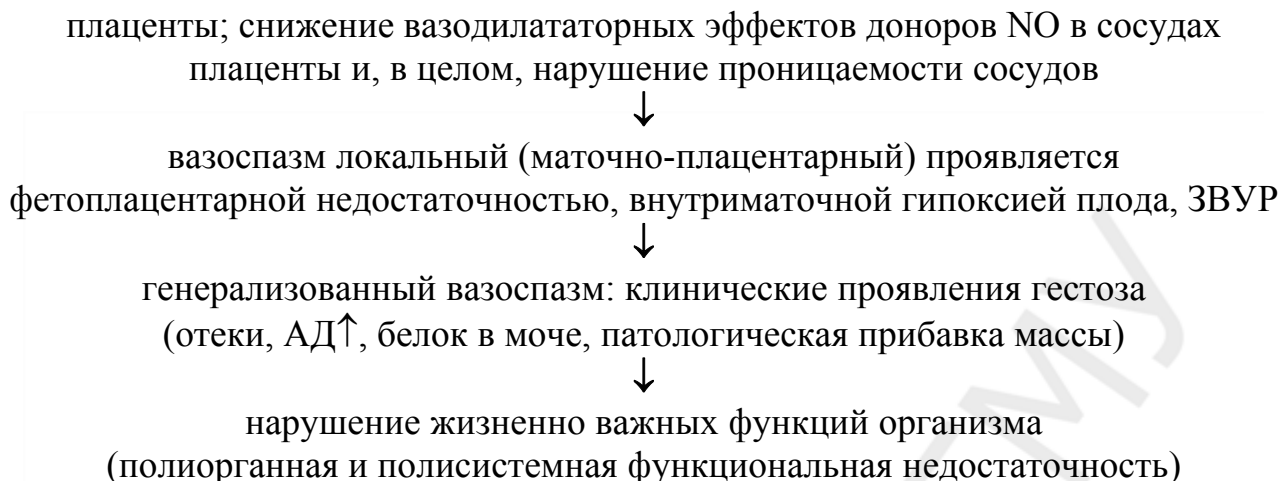 плаценты; снижение вазодилататорных эффектов доноров NO в сосудах
плаценты и, в целом, нарушение проницаемости сосудов
↓
вазоспазм локальный (маточно-плацентарный) проявляется
фетоплацентарной недостаточностью, внутриматочной гипоксией плода, ЗВУР
↓
генерализованный вазоспазм: клинические проявления гестоза
(отеки, АД↑, белок в моче, патологическая прибавка массы)
↓
нарушение жизненно важных функций организма
(полиорганная и полисистемная функциональная недостаточность)